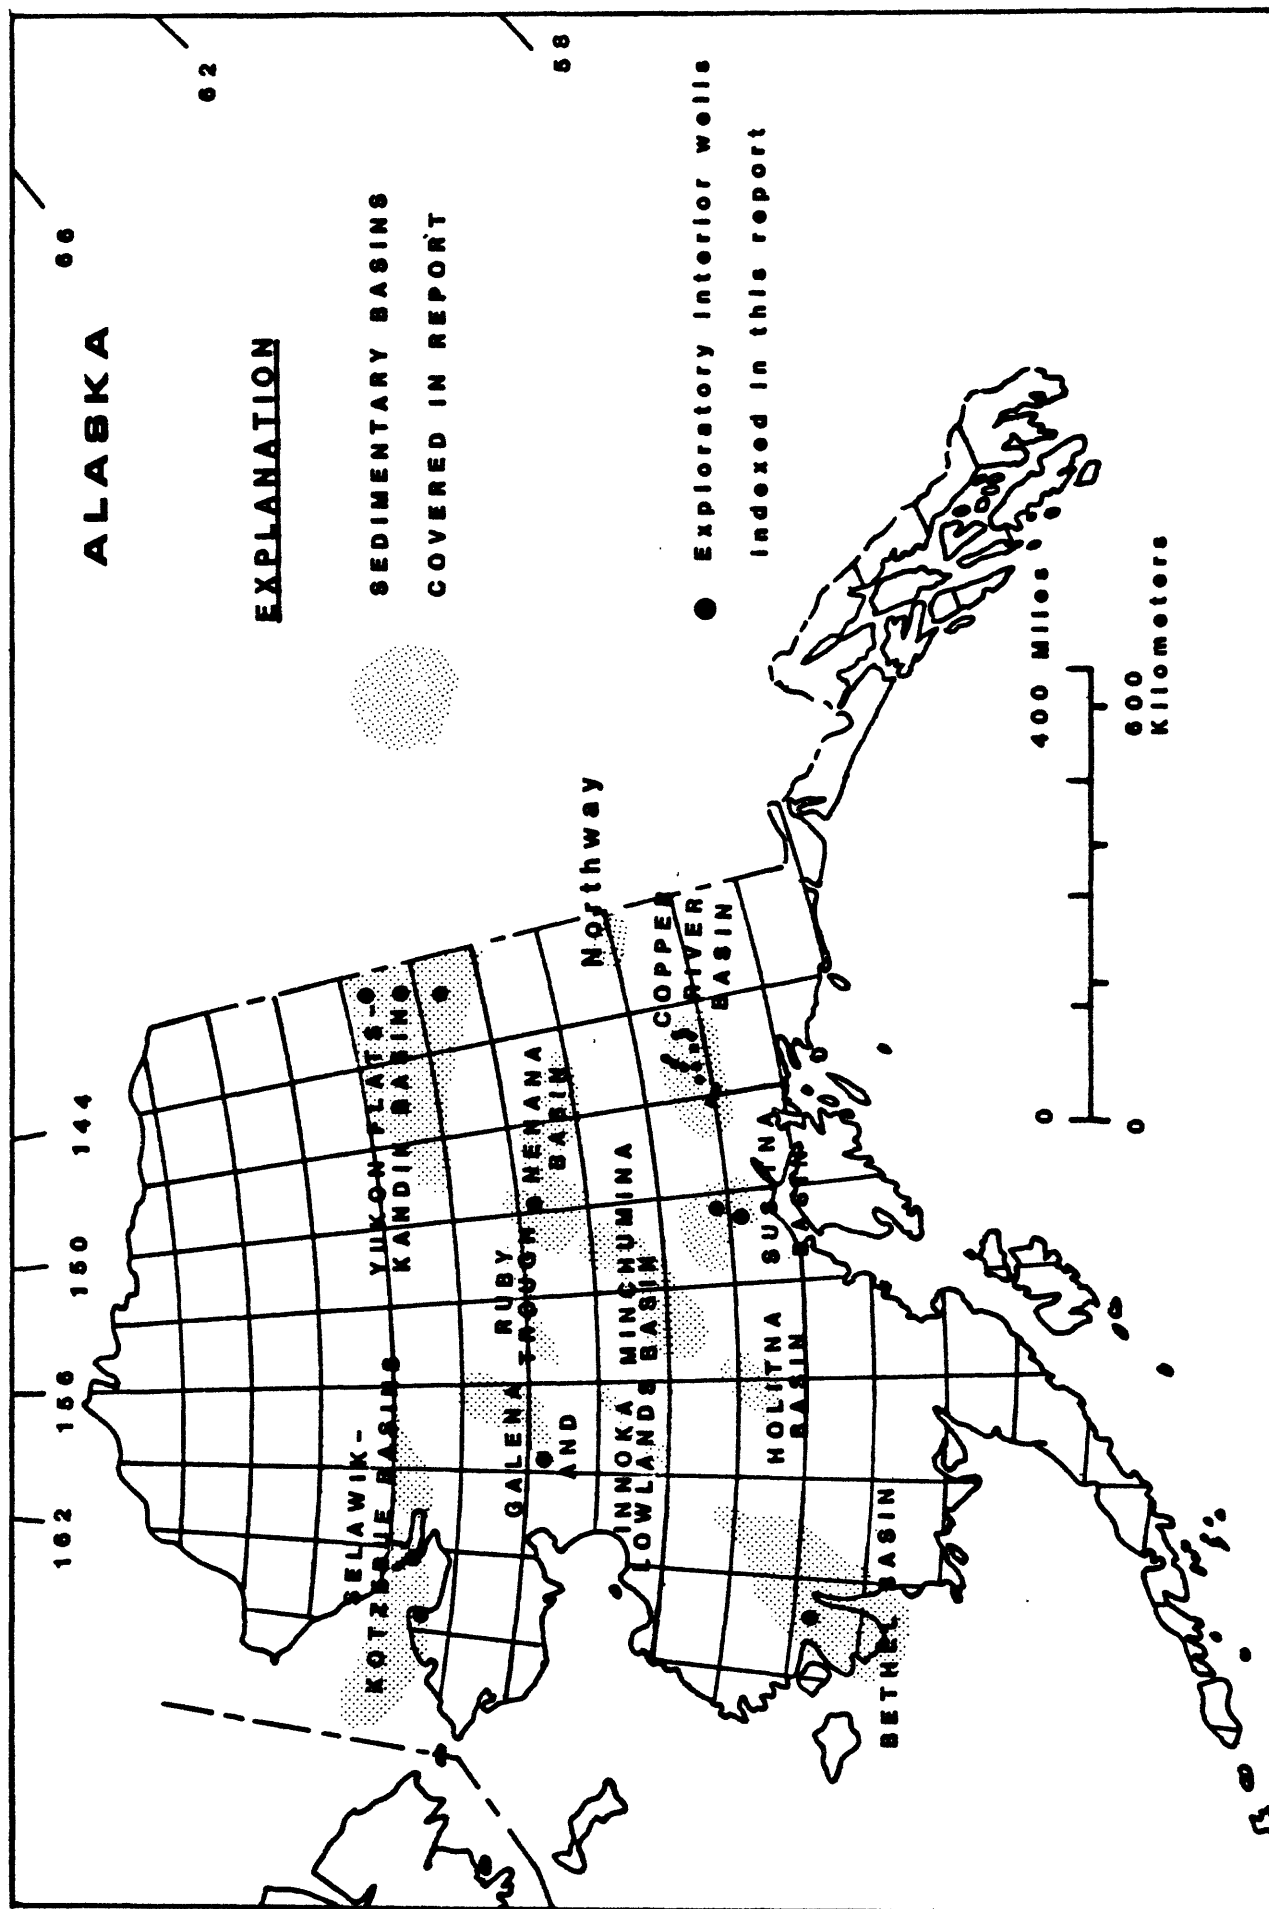 ALASKA
66
62
58
EXPLANATION
SEDIMENTARY BASINS
COVERED IN REPORT
Exploratory interior wells
indexed in this report
162
156
150
144
SELAWIK-
KOTZEBUE BASINS
YUKON FLATS-
KANDIK BASIN
GALENA
RUBY
TROUGH
AND
NENANA
BASIN
Northway
INNOKA
LOWLANDS
MINCHUMINA
BASIN
COPPER
RIVER
BASIN
HOLITNA
BASIN
SUSITNA
BASIN
BETHEL BASIN
0
400 Miles
0
600
Kilometers